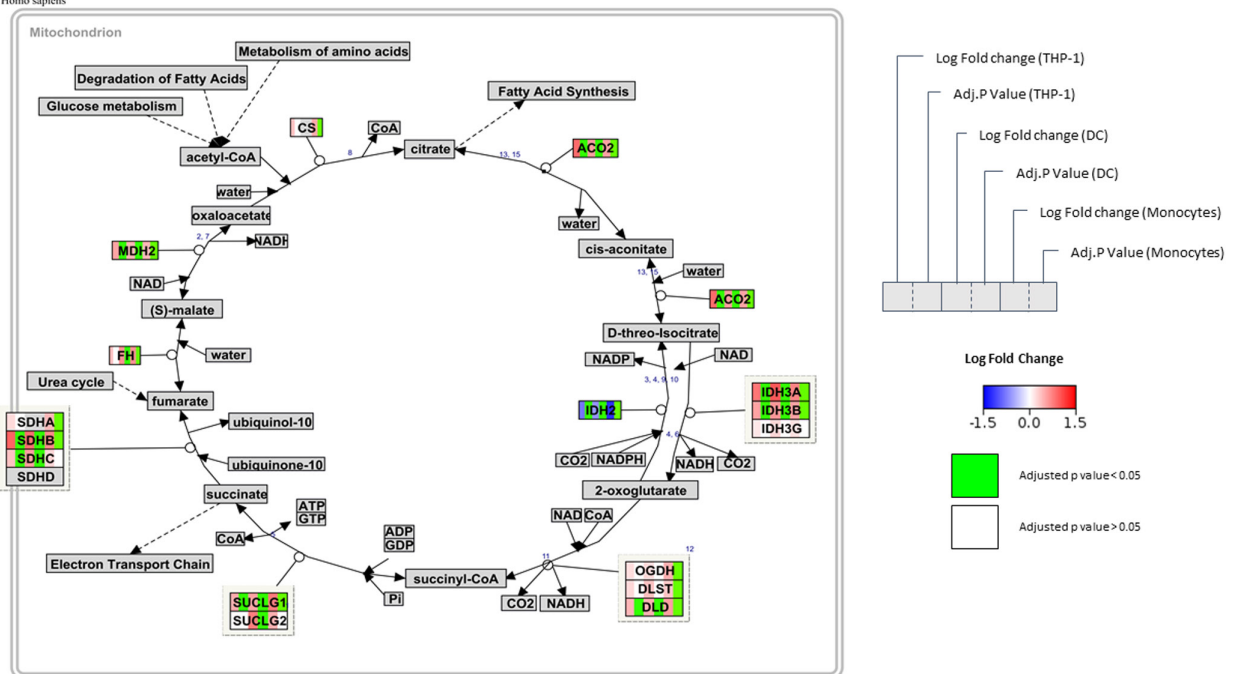 Homo sapiens
Mitochondrion
Metabolism of amino acids
Degradation of Fatty Acids
Glucose metabolism
Fatty Acid Synthesis
CS
CoA
8
citrate
13, 15
ACO2
acetyl-CoA
water
oxaloacetate
water
2, 7
NADH
MDH2
cis-aconitate
NAD
13, 15
water
(S)-malate
ACO2
D-threo-Isocitrate
FH
water
NADP
NAD
Urea cycle
3, 4, 9, 10
fumarate
IDH2
IDH3A
IDH3B
IDH3G
SDHA
SDHB
SDHC
SDHD
ubiquinol-10
4, 6
ubiquinone-10
CO2
NADPH
NADH
CO2
succinate
2-oxoglutarate
ATP
GTP
NAD
CoA
CoA
5
ADP
GDP
Electron Transport Chain
11
12
succinyl-CoA
OGDH
DLST
DLD
SUCLG1
SUCLG2
Pi
CO2
NADH
Log Fold change (THP-1)
Adj.P Value (THP-1)
Log Fold change (DC)
Adj.P Value (DC)
Log Fold change (Monocytes)
Adj.P Value (Monocytes)
Log Fold Change
-1.5 0.0 1.5
Adjusted p value< 0.05
Adjusted p value> 0.05